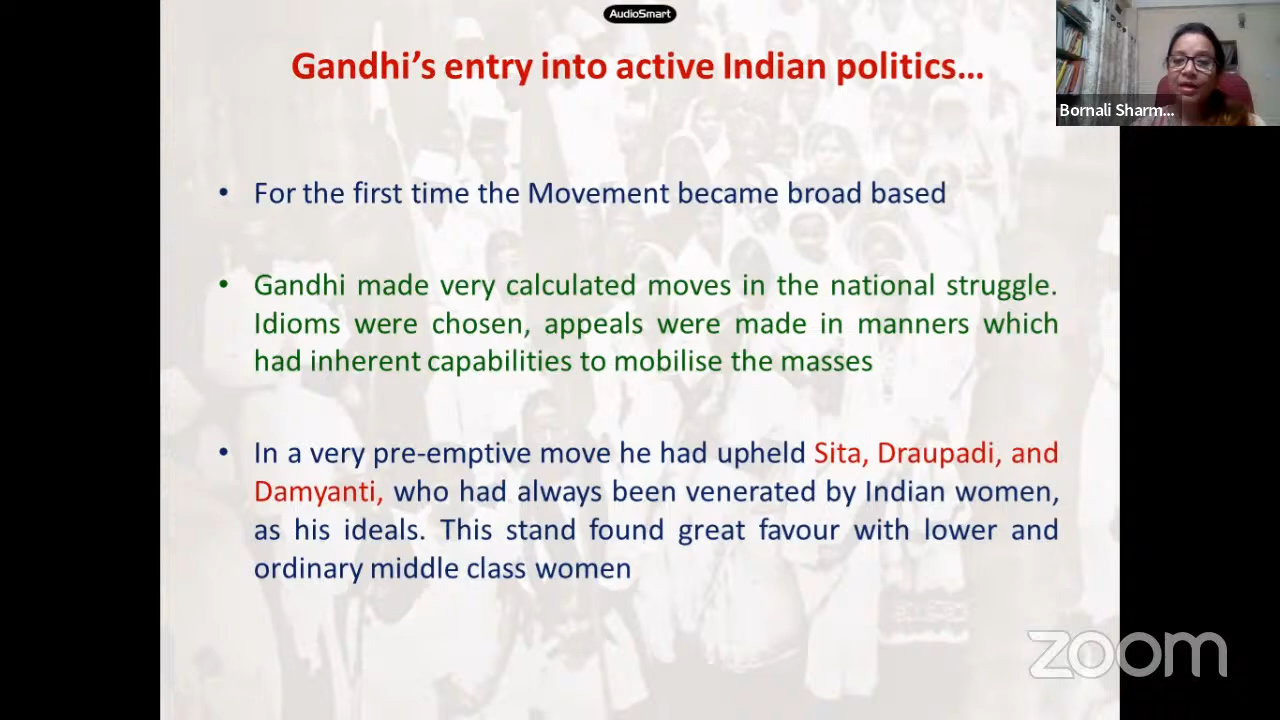 AudioSmart
Gandhi's entry into active Indian politics...
Bornali Sharm...
• For the first time the Movement became broad based
• Gandhi made very calculated moves in the national struggle.
Idioms were chosen, appeals were made in manners which
had inherent capabilities to mobilise the masses
• In a very pre-emptive move he had upheld Sita, Draupadi, and
Damyanti, who had always been venerated by Indian women,
as his ideals. This stand found great favour with lower and
ordinary middle class women
zoom